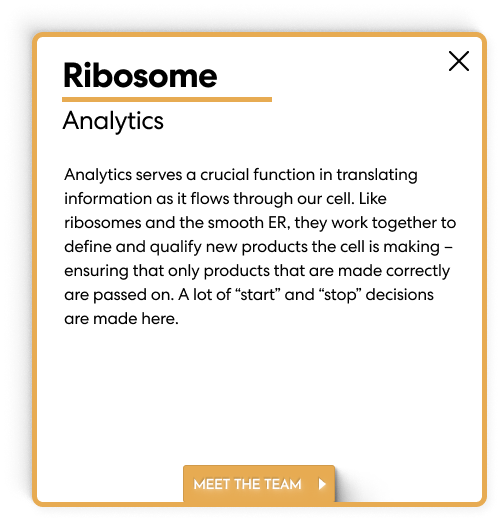 Ribosome
Analytics
Analytics serves a crucial function in translating
information as it flows through our cell. Like
ribosomes and the smooth ER, they work together to
define and qualify new products the cell is making –
ensuring that only products that are made correctly
are passed on. A lot of “start” and “stop” decisions
are made here.
MEET THE TEAM